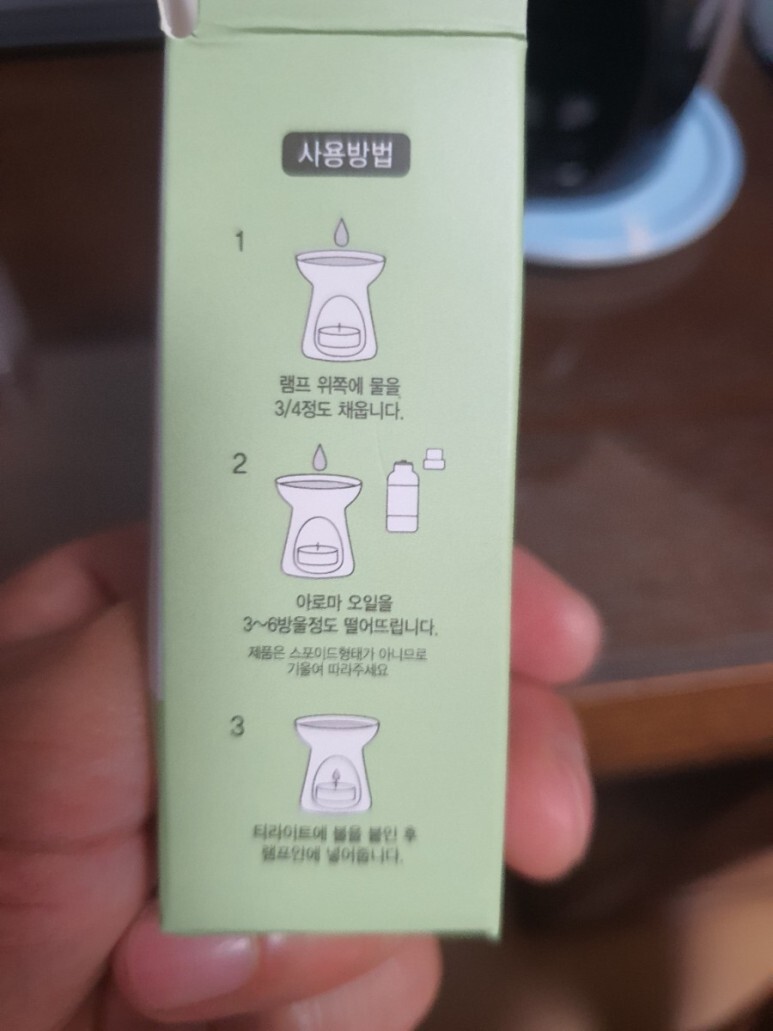 사용방법
1
램프 위쪽에 물을
3/4정도 채웁니다.
2
아로마 오일을
3~6방울정도 떨어뜨립니다.
제품은 스포이드형태가 아니므로
기울여 따라주세요
3
티라이트에 불을 붙인 후
램프안에 넣어줍니다.